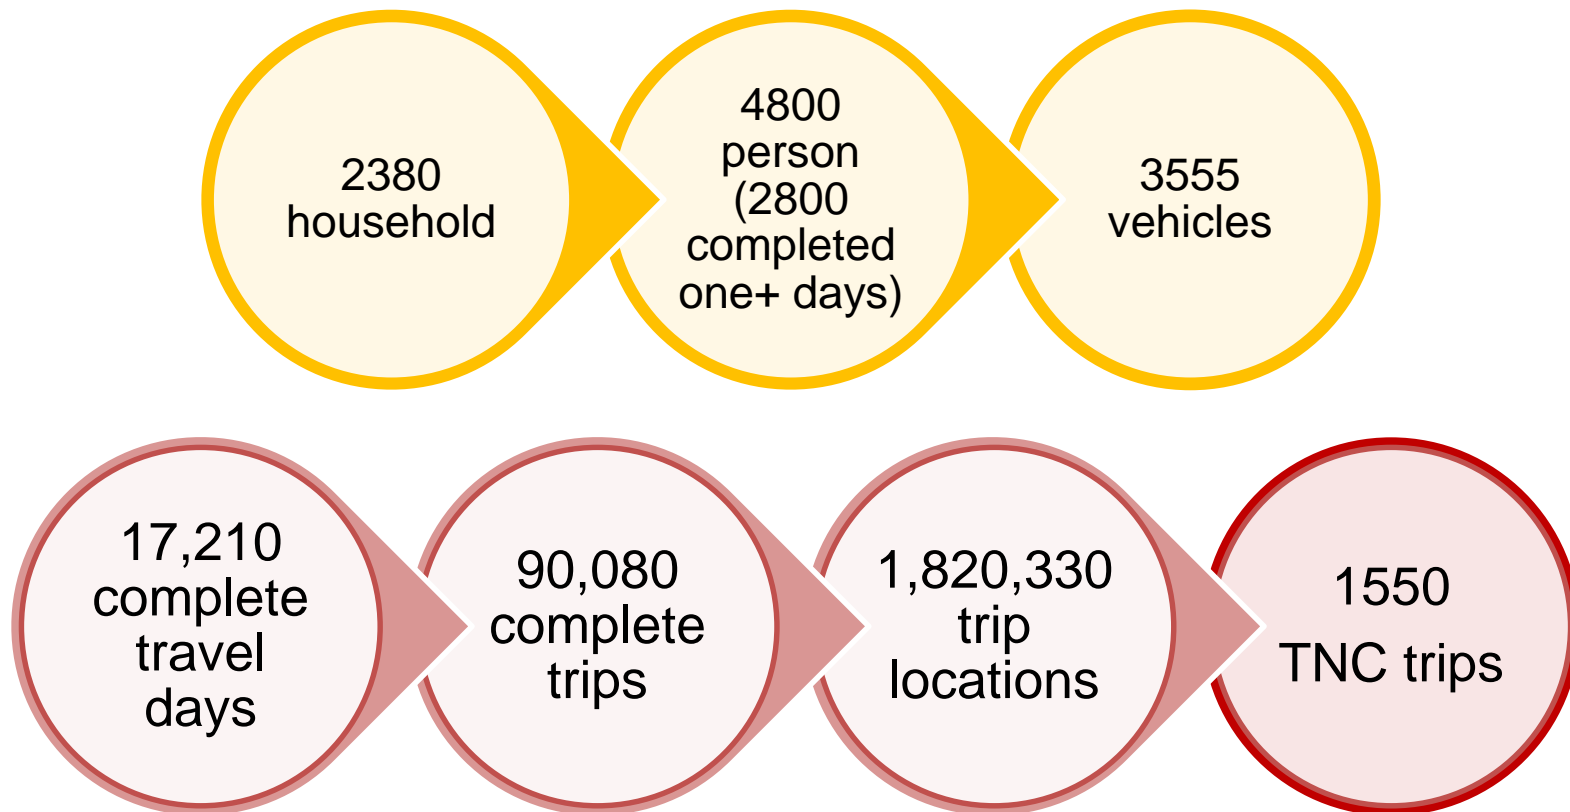 2380
household
4800
person
(2800
completed
one+ days)
3555
vehicles
17,210
complete
travel
days
90,080
complete
trips
1,820,330
trip
locations
1550
TNC trips